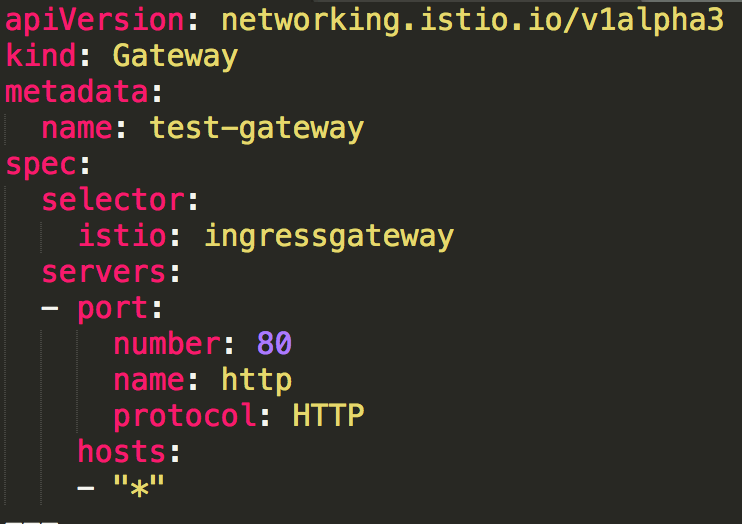 apiVersion: networking.istio.io/v1alpha3
kind: Gateway
metadata:
  name: test-gateway
spec:
  selector:
    istio: ingressgateway
  servers:
  - port:
      number: 80
      name: http
      protocol: HTTP
    hosts:
    - "*"
---